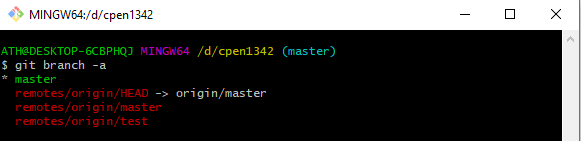 MINGW64:/d/cpen1342
ATH@DESKTOP-6CBPHQJ MINGW64 /d/cpen1342 (master)
$ git branch -a
* master
  remotes/origin/HEAD -> origin/master
  remotes/origin/master
  remotes/origin/test